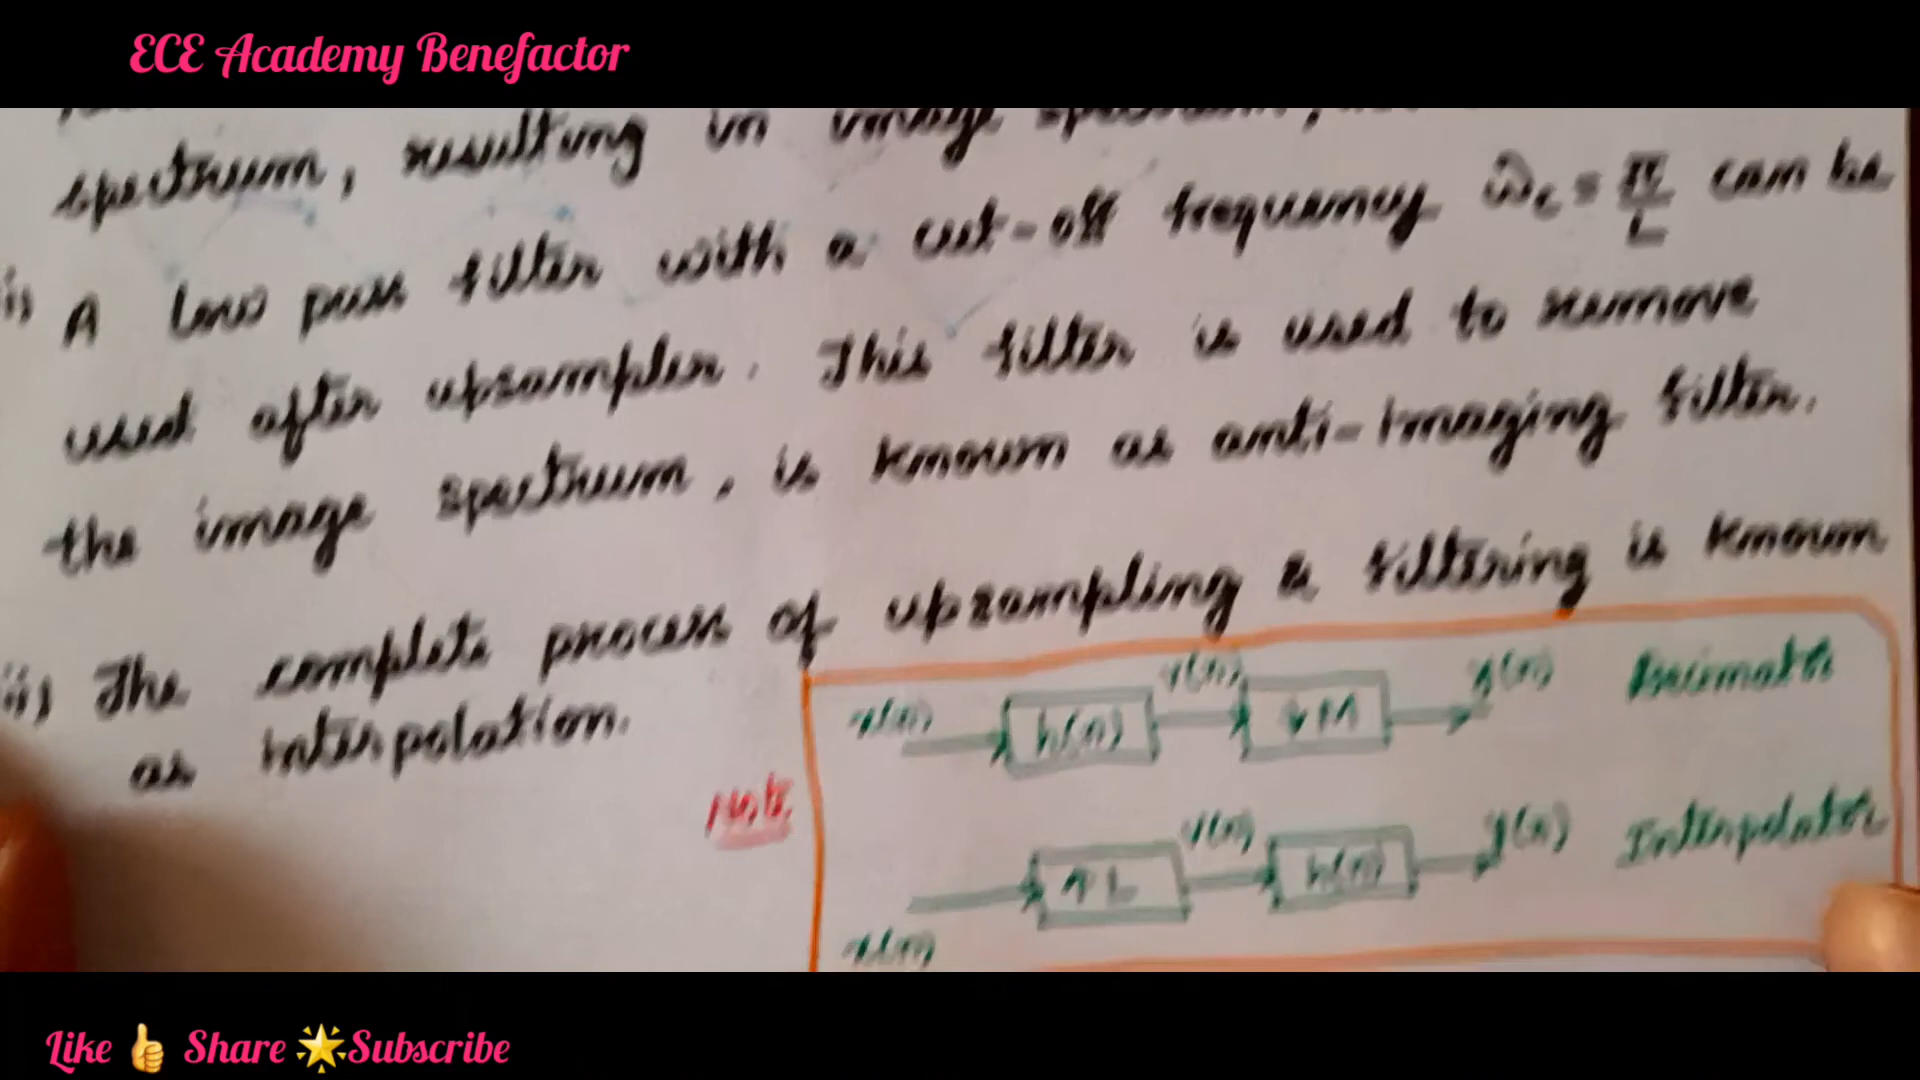 ECE Academy Benefactor
spectrum, resulting in image spectrum,
ii) A low pass filter with a cut-off frequency ω̂c = π/L can be
used after upsampler. This filter is used to remove
the image spectrum, is known as anti-imaging filter.
iii) The complete process of upsampling & filtering is known
as interpolation.
Note
x(n) h(n) v(n) ↓M y(n) Decimator
x(n) ↑L v(n) h(n) y(n) Interpolator
Like 👍 Share 🌟Subscribe